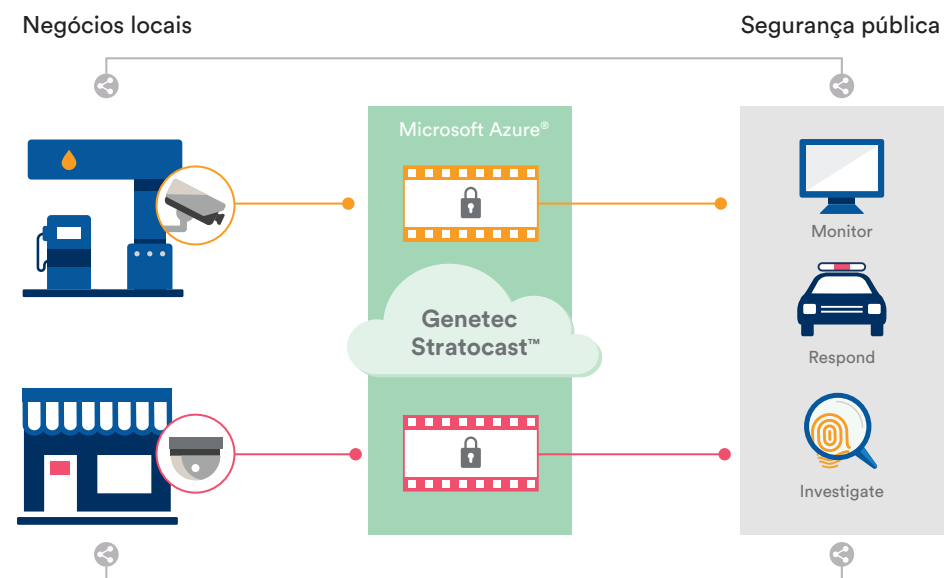 Negócios locais
Segurança pública
Microsoft Azure®
Monitor
Genetec
Stratocast™
Respond
Investigate